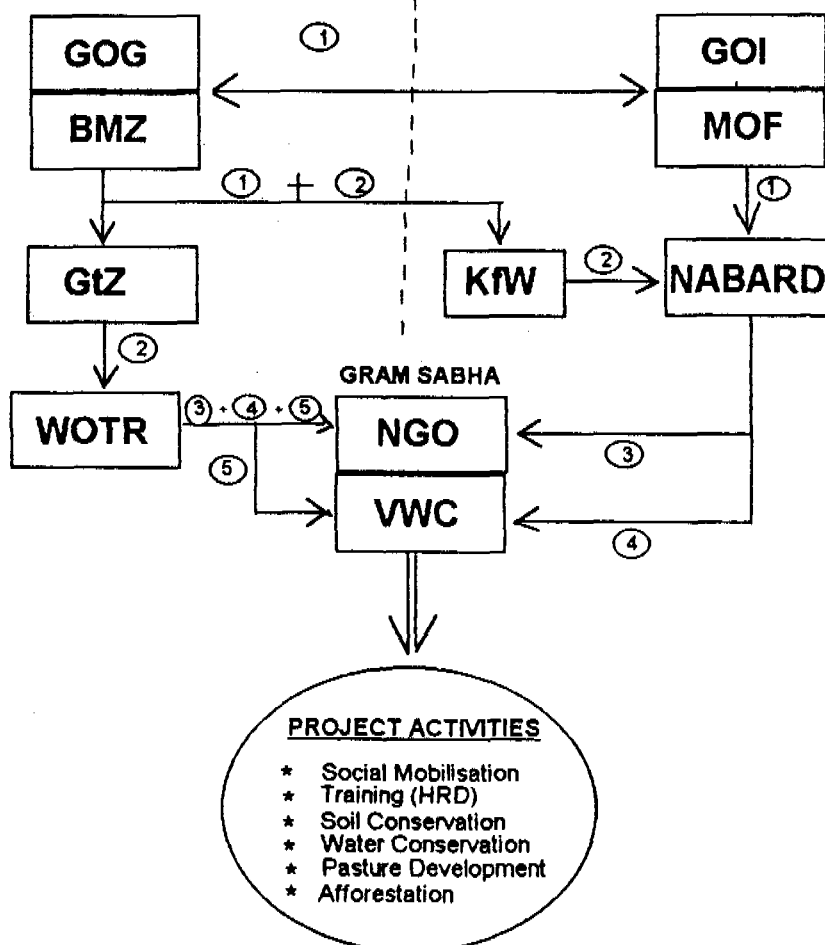 GOG
1
GOI
BMZ
MOF
1 + 2
1
GtZ
KfW
2
NABARD
2
GRAM SABHA
WOTR
3 + 4 + 5
NGO
3
5
VWC
4
PROJECT ACTIVITIES
* Social Mobilisation
* Training (HRD)
* Soil Conservation
* Water Conservation
* Pasture Development
* Afforestation